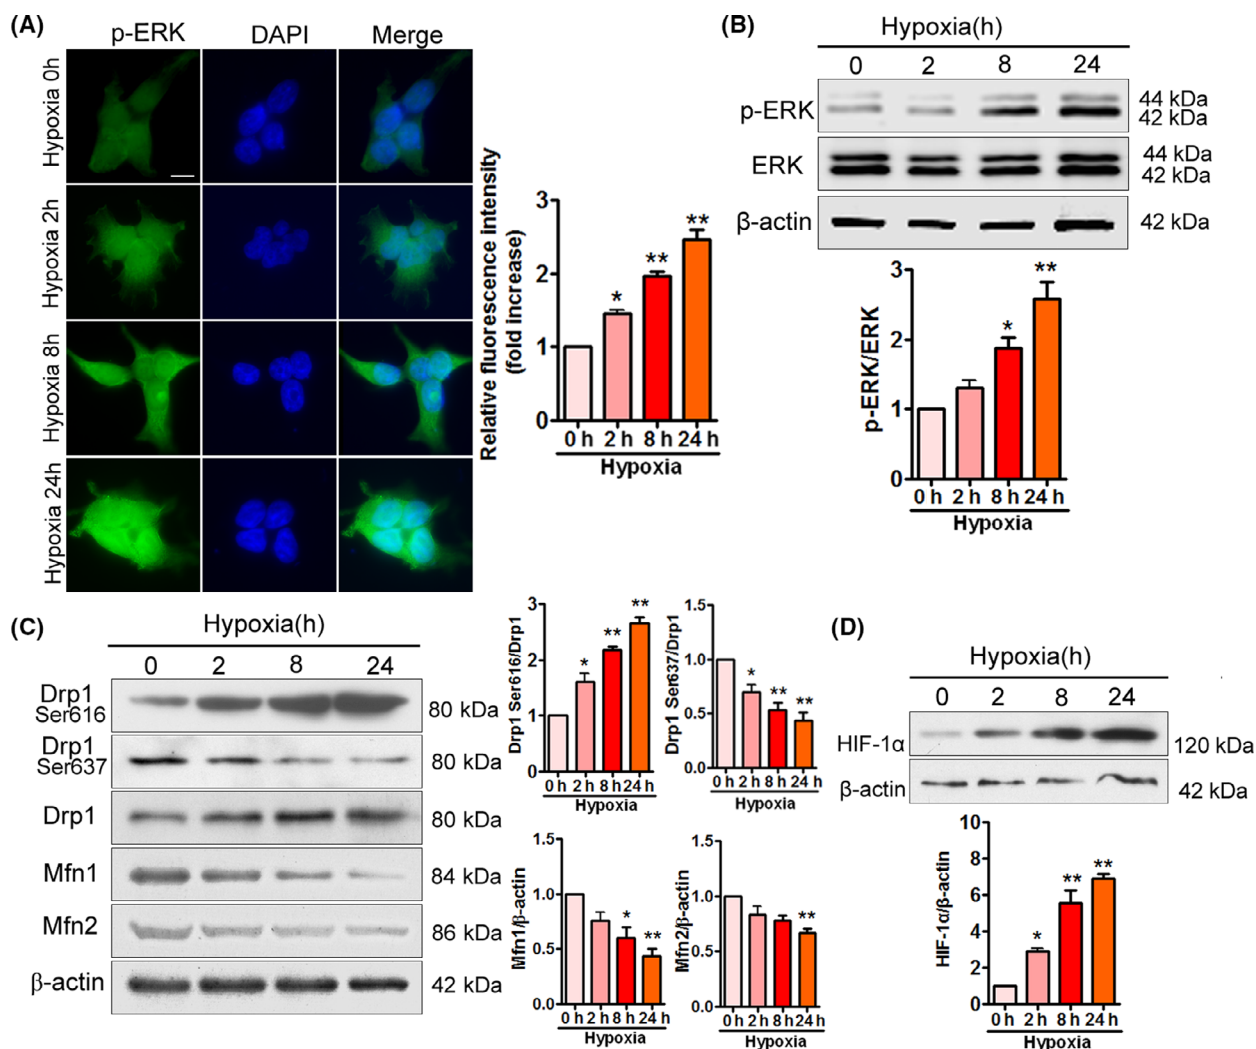 (A)
p-ERK DAPI Merge
Hypoxia 0h
Hypoxia 2h
Hypoxia 8h
Hypoxia 24h
Relative fluorescence intensity
(fold increase)
3
2
1
0
* ** **
0 h 2 h 8 h 24 h
Hypoxia
(B)
Hypoxia(h)
0 2 8 24
p-ERK 44 kDa
42 kDa
ERK 44 kDa
42 kDa
β-actin 42 kDa
p-ERK/ERK
3
2
1
0
* **
0 h 2 h 8 h 24 h
Hypoxia
(C)
Hypoxia(h)
0 2 8 24
Drp1
Ser616 80 kDa
Drp1
Ser637 80 kDa
Drp1 80 kDa
Mfn1 84 kDa
Mfn2 86 kDa
β-actin 42 kDa
Drp1 Ser616/Drp1
3
2
1
0
* ** **
0 h 2 h 8 h 24 h
Hypoxia
Drp1 Ser637/Drp1
1.5
1.0
0.5
0.0
* ** **
0 h 2 h 8 h 24 h
Hypoxia
Mfn1/β-actin
1.5
1.0
0.5
0.0
* **
0 h 2 h 8 h 24 h
Hypoxia
Mfn2/β-actin
1.5
1.0
0.5
0.0
**
0 h 2 h 8 h 24 h
Hypoxia
(D)
Hypoxia(h)
0 2 8 24
HIF-1α 120 kDa
β-actin 42 kDa
HIF-1α/β-actin
10
8
6
4
2
0
* ** **
0 h 2 h 8 h 24 h
Hypoxia